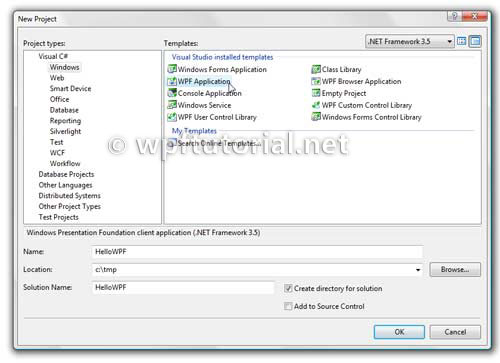 New Project
Project types:
Templates:
.NET Framework 3.5
Visual C#
Windows
Web
Smart Device
Office
Database
Reporting
Silverlight
Test
WCF
Workflow
Database Projects
Other Languages
Distributed Systems
Other Project Types
Test Projects
Visual Studio installed templates
Windows Forms Application
Class Library
WPF Application
WPF Browser Application
Console Application
Empty Project
Windows Service
WPF Custom Control Library
WPF User Control Library
Windows Forms Control Library
My Templates
Search Online Templates...
© wpftutorial.net
Windows Presentation Foundation client application (.NET Framework 3.5)
Name:
HelloWPF
Location:
c:\tmp
Browse...
Solution Name:
HelloWPF
Create directory for solution
Add to Source Control
OK
Cancel